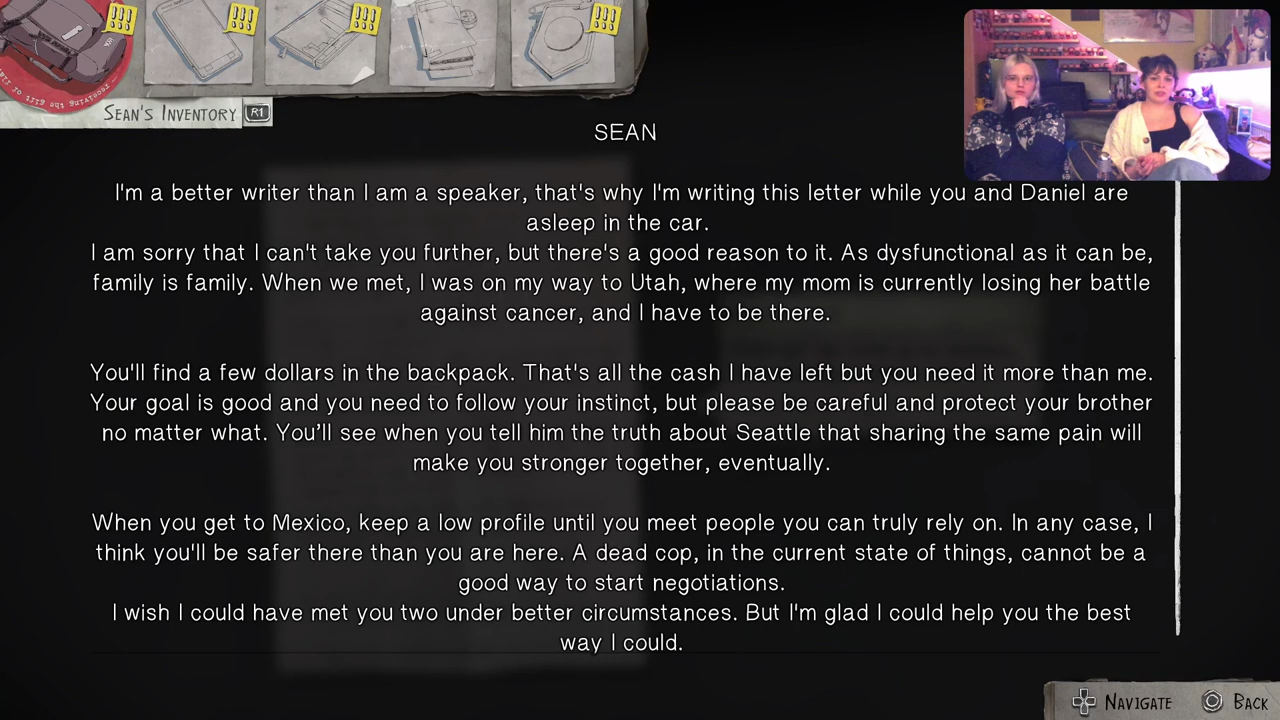 SEAN'S INVENTORY R1
receiving the gift of
SEAN
I'm a better writer than I am a speaker, that's why I'm writing this letter while you and Daniel are
asleep in the car.
I am sorry that I can't take you further, but there's a good reason to it. As dysfunctional as it can be,
family is family. When we met, I was on my way to Utah, where my mom is currently losing her battle
against cancer, and I have to be there.
You'll find a few dollars in the backpack. That's all the cash I have left but you need it more than me.
Your goal is good and you need to follow your instinct, but please be careful and protect your brother
no matter what. You'll see when you tell him the truth about Seattle that sharing the same pain will
make you stronger together, eventually.
When you get to Mexico, keep a low profile until you meet people you can truly rely on. In any case, I
think you'll be safer there than you are here. A dead cop, in the current state of things, cannot be a
good way to start negotiations.
I wish I could have met you two under better circumstances. But I'm glad I could help you the best
way I could.
NAVIGATE BACK